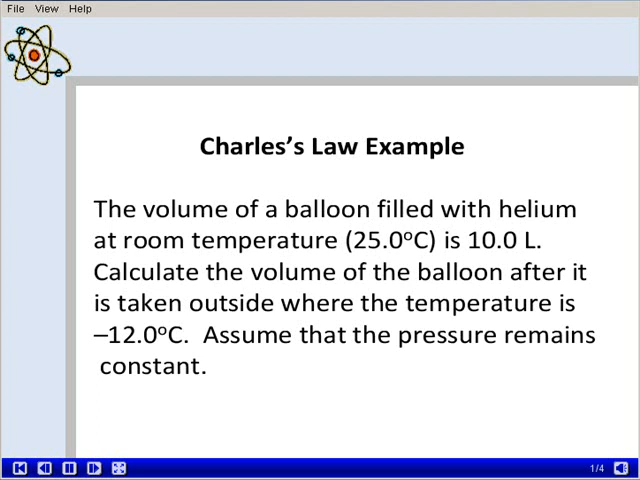 File View Help
Charles’s Law Example
The volume of a balloon filled with helium
at room temperature (25.0ºC) is 10.0 L.
Calculate the volume of the balloon after it
is taken outside where the temperature is
–12.0ºC. Assume that the pressure remains
constant.
1/4